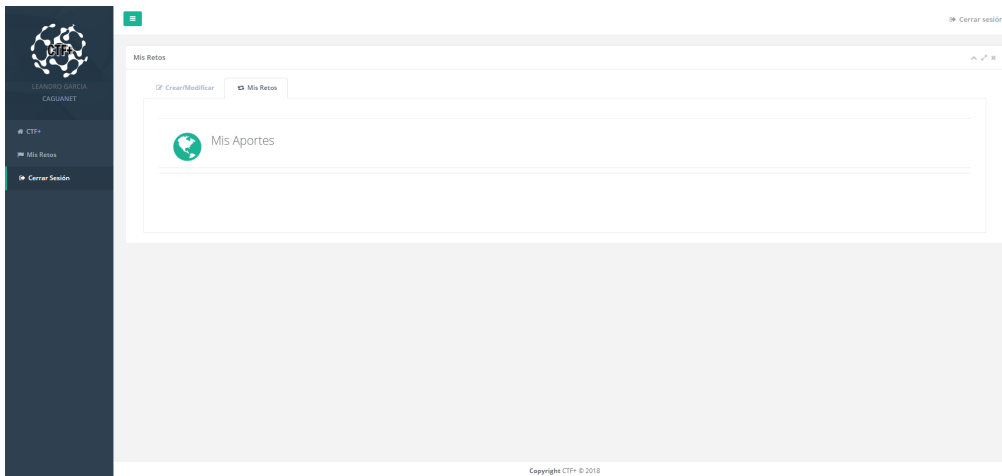 CTF+
LEANDRO GARCIA
CAGUANET
CTF+
Mis Retos
Cerrar Sesión
Cerrar sesión
Mis Retos
Crear/Modificar
Mis Retos
Mis Aportes
Copyright CTF+ © 2018